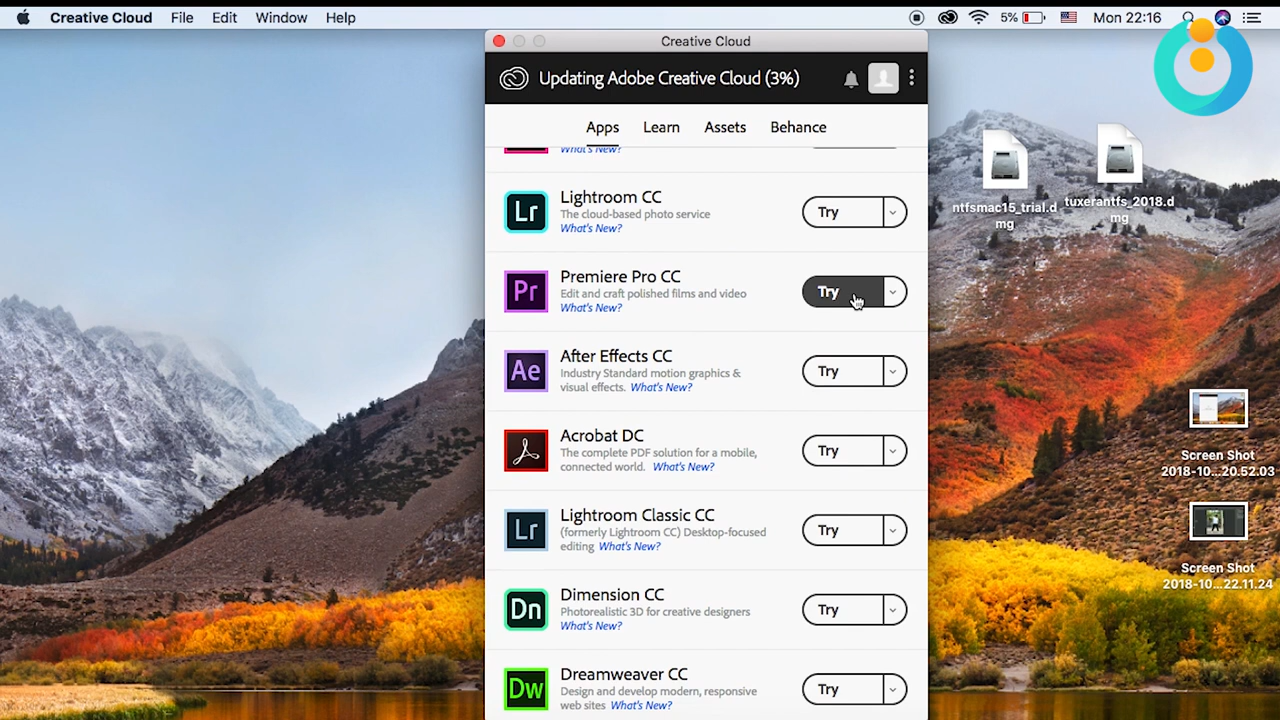 Creative Cloud File Edit Window Help
5% Mon 22:16
Creative Cloud
Updating Adobe Creative Cloud (3%)
Apps Learn Assets Behance
What's New?
Lr
Lightroom CC
The cloud-based photo service
What's New?
Try
Pr
Premiere Pro CC
Edit and craft polished films and video
What's New?
Try
Ae
After Effects CC
Industry Standard motion graphics &
visual effects. What's New?
Try
Acrobat DC
The complete PDF solution for a mobile,
connected world. What's New?
Try
Lr
Lightroom Classic CC
(formerly Lightroom CC) Desktop-focused
editing What's New?
Try
Dn
Dimension CC
Photorealistic 3D for creative designers
What's New?
Try
Dw
Dreamweaver CC
Design and develop modern, responsive
web sites What's New?
Try
ntfsmac15_trial.d
mg
tuxerantfs_2018.d
mg
Screen Shot
2018-10...20.52.03
Screen Shot
2018-10...22.11.24